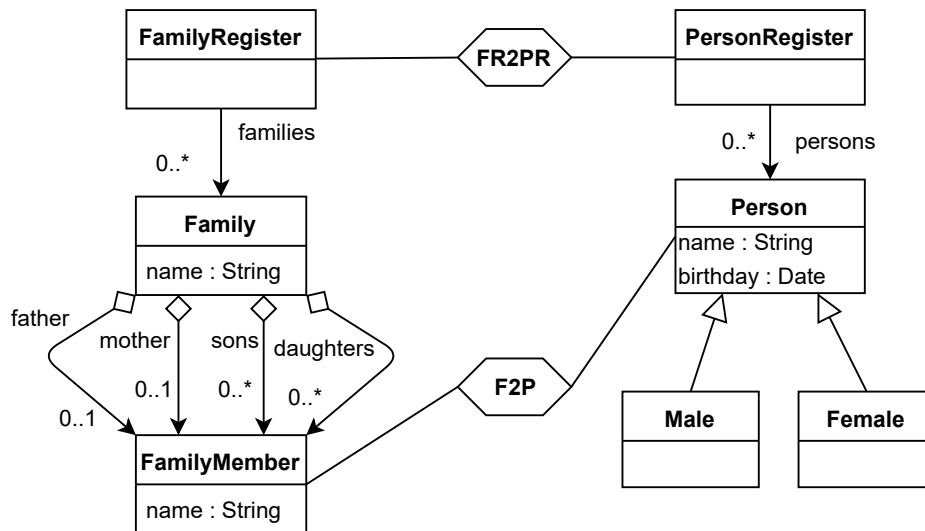 FamilyRegister
FR2PR
PersonRegister
families
0..*
0..*
persons
Family
name : String
Person
name : String
birthday : Date
father
mother
sons
daughters
0..1
0..1
0..*
0..*
F2P
Male
Female
FamilyMember
name : String